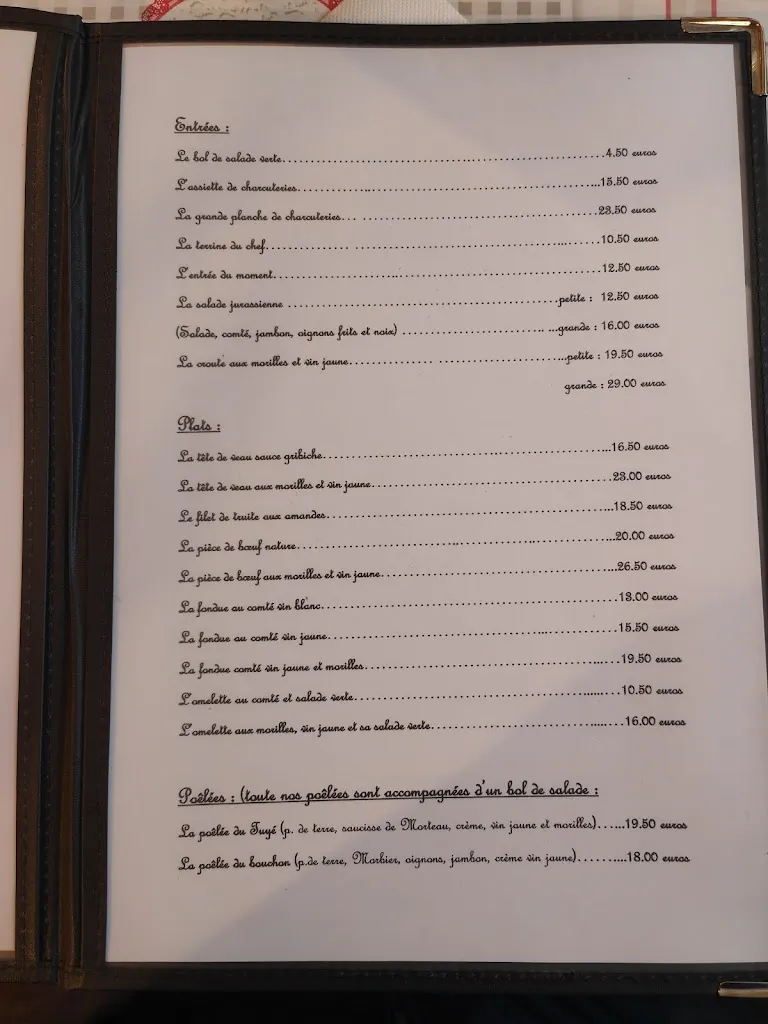 Entrées :
Le bol de salade verte...........................................................4.50 euros
L'assiette de charcuteries.......................................................15.50 euros
La grande planche de charcuteries... ............................................23.50 euros
La terrine du chef............... ...............................................10.50 euros
L'entrée du moment...............................................................12.50 euros
La salade jurassienne ..................................................petite : 12.50 euros
(Salade, comté, jambon, oignons frits et noix) ......................... ...grande : 16.00 euros
La croute aux morilles et vin jaune............... ........................petite : 19.50 euros
grande : 29.00 euros
Plats :
La tête de veau sauce gribiche...................................................16.50 euros
La tête de veau aux morilles et vin jaune........................................23.00 euros
Le filet de truite aux amandes...................................................18.50 euros
La pièce de bœuf nature..........................................................20.00 euros
La pièce de bœuf aux morilles et vin jaune.......................................26.50 euros
La fondue au comté vin blanc.....................................................13.00 euros
La fondue au comté vin jaune.....................................................15.50 euros
La fondue comté vin jaune et morilles............................................19.50 euros
L'omelette au comté et salade verte..............................................10.50 euros
L'omelette aux morilles, vin jaune et sa salade verte............................16.00 euros
Poêlées : (toute nos poêlées sont accompagnées d'un bol de salade :
La poêlée du Tuyé (p. de terre, saucisse de Morteau, crème, vin jaune et morilles)......19.50 euros
La poêlée du bouchon (p.de terre, Morbier, oignons, jambon, crème vin jaune).........18.00 euros